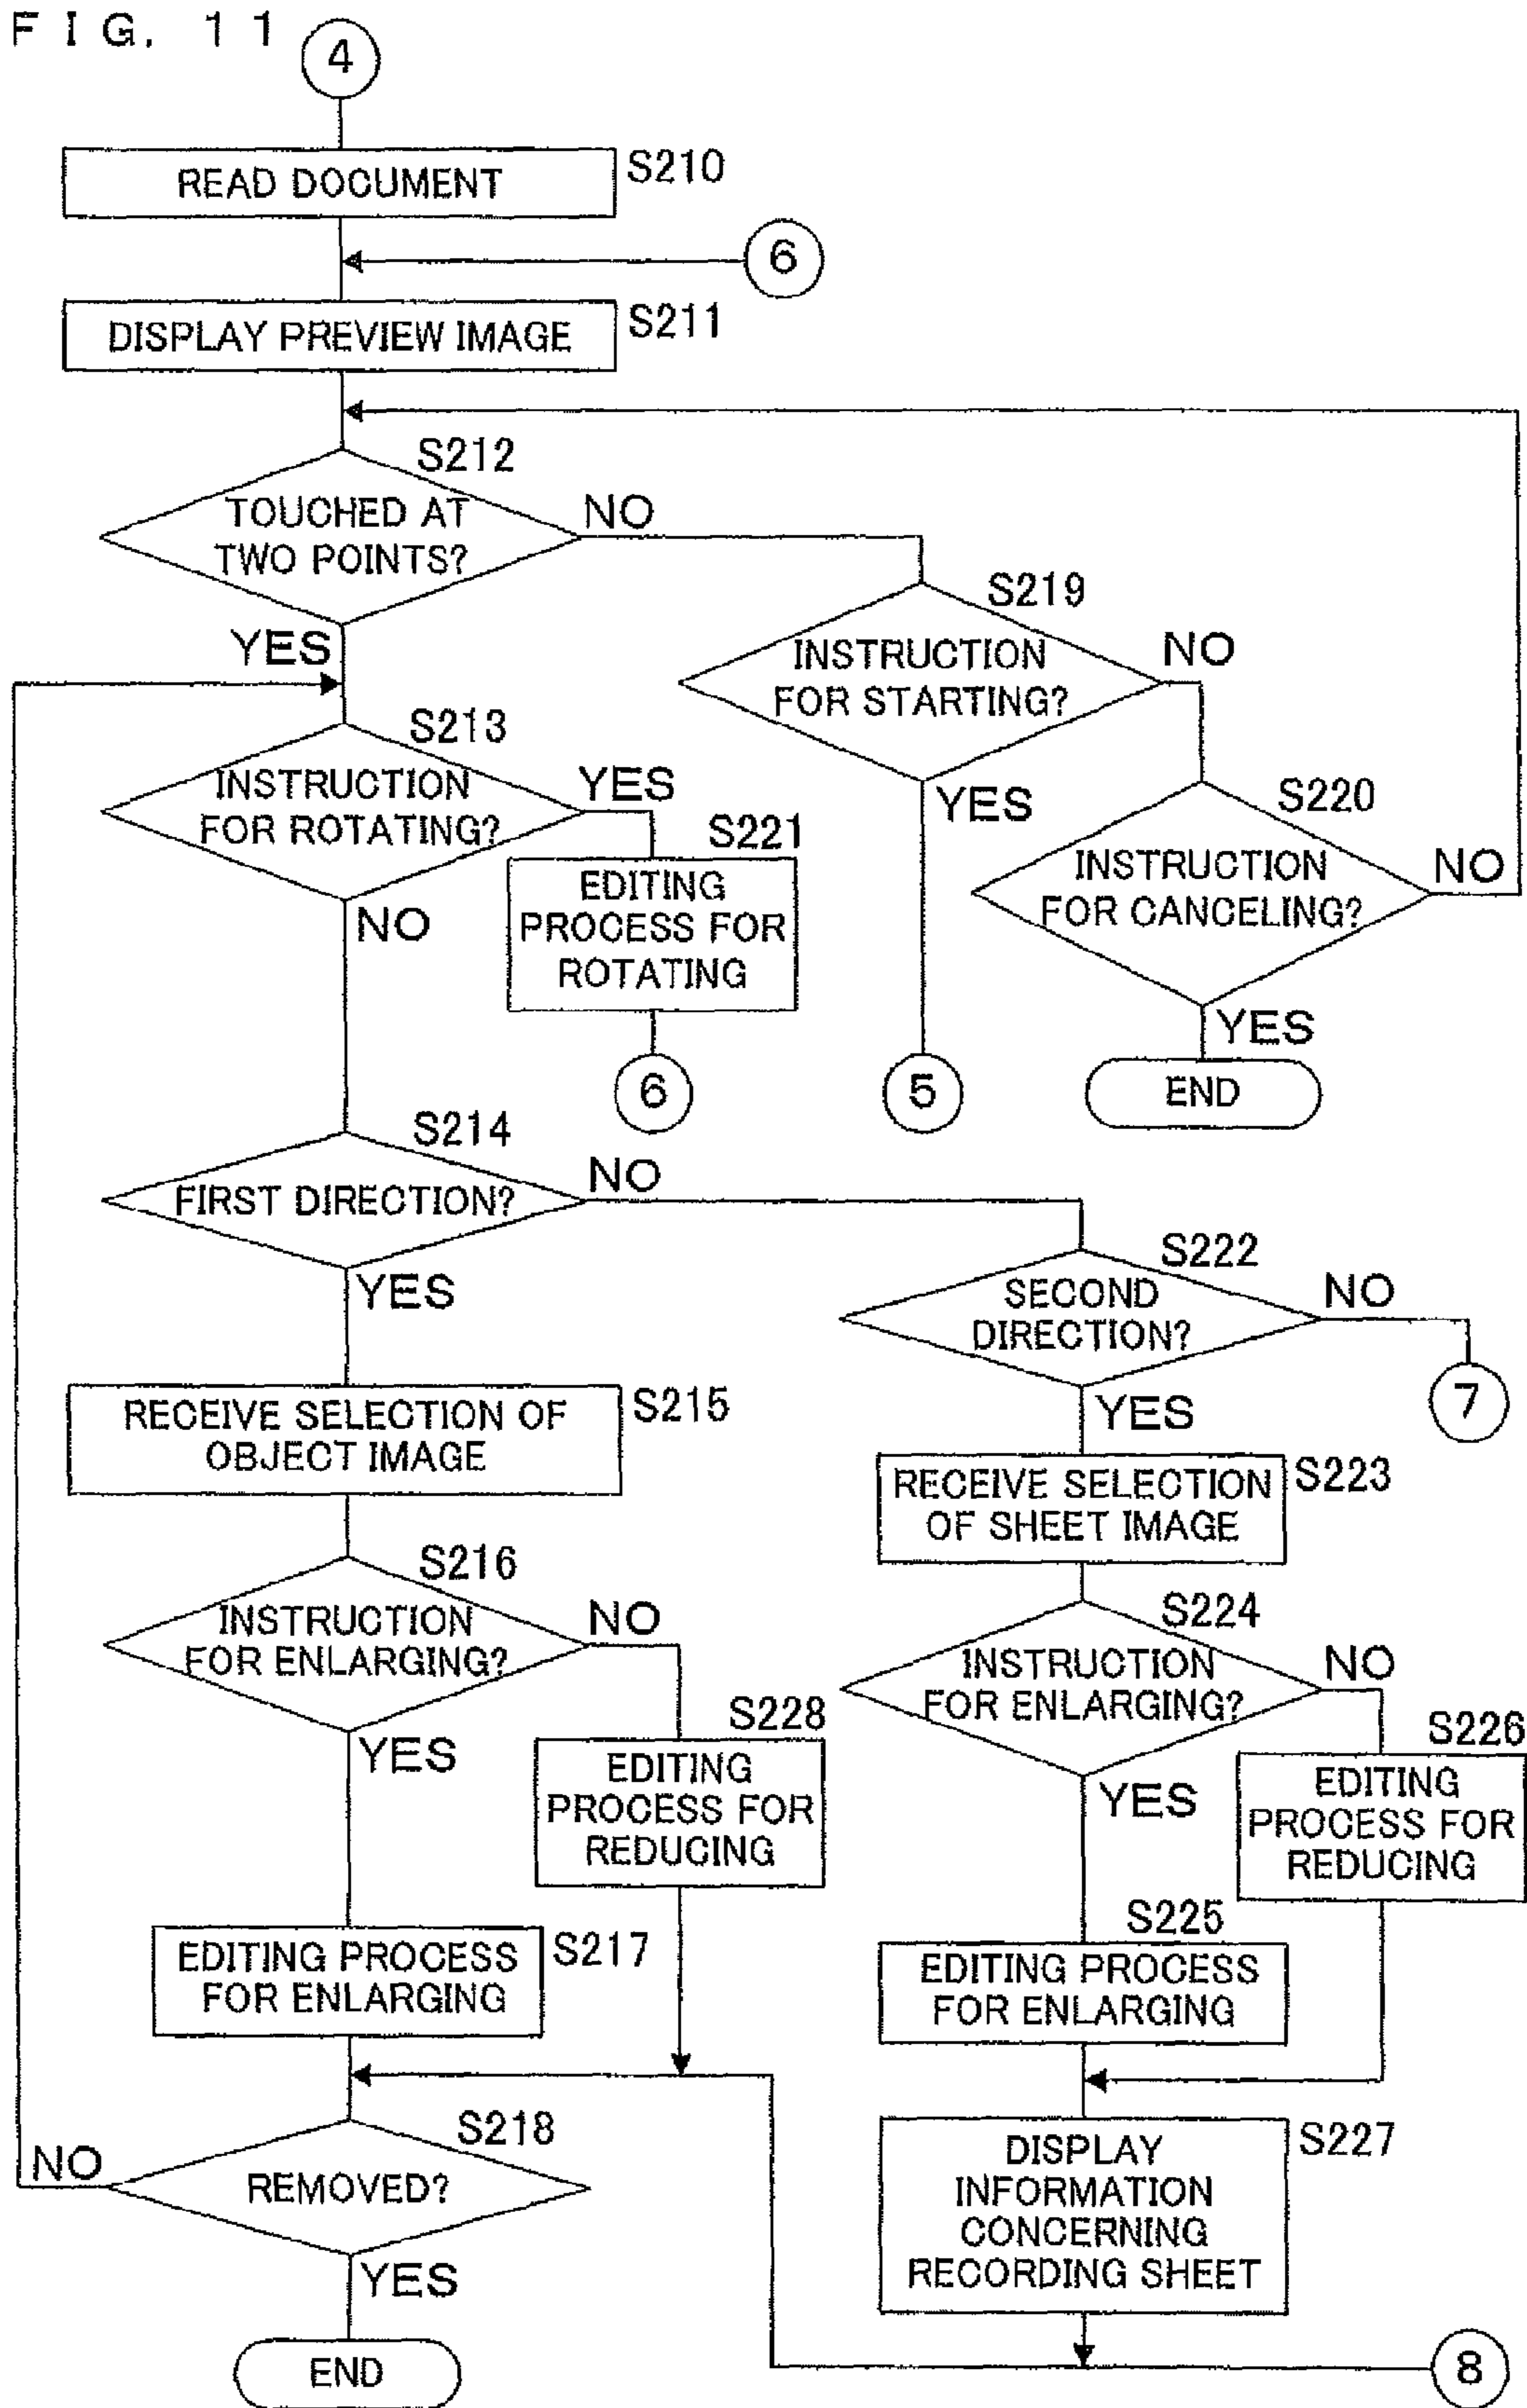 FIG. 11
4
READ DOCUMENT
S210
6
DISPLAY PREVIEW IMAGE
S211
S212
TOUCHED AT
TWO POINTS?
NO
YES
S219
INSTRUCTION
FOR STARTING?
NO
YES
S213
INSTRUCTION
FOR ROTATING?
YES
NO
S220
INSTRUCTION
FOR CANCELING?
NO
YES
END
S221
EDITING
PROCESS FOR
ROTATING
6
5
S214
FIRST DIRECTION?
NO
YES
S222
SECOND
DIRECTION?
NO
YES
7
RECEIVE SELECTION OF
OBJECT IMAGE
S215
RECEIVE SELECTION
OF SHEET IMAGE
S223
S216
INSTRUCTION
FOR ENLARGING?
NO
YES
S224
INSTRUCTION
FOR ENLARGING?
NO
YES
S228
EDITING
PROCESS FOR
REDUCING
S226
EDITING
PROCESS FOR
REDUCING
EDITING PROCESS
FOR ENLARGING
S217
S225
EDITING PROCESS
FOR ENLARGING
S218
REMOVED?
NO
YES
END
DISPLAY
INFORMATION
CONCERNING
RECORDING SHEET
S227
8